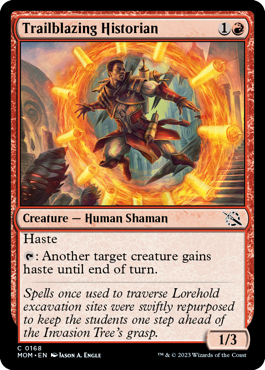 Trailblazing Historian 1
Creature — Human Shaman
Haste
: Another target creature gains
haste until end of turn.
Spells once used to traverse Lorehold
excavation sites were swiftly repurposed
to keep the students one step ahead of
the Invasion Tree's grasp.
1/3
C 0168
MOM • EN Jason A. Engle
™ & © 2023 Wizards of the Coast